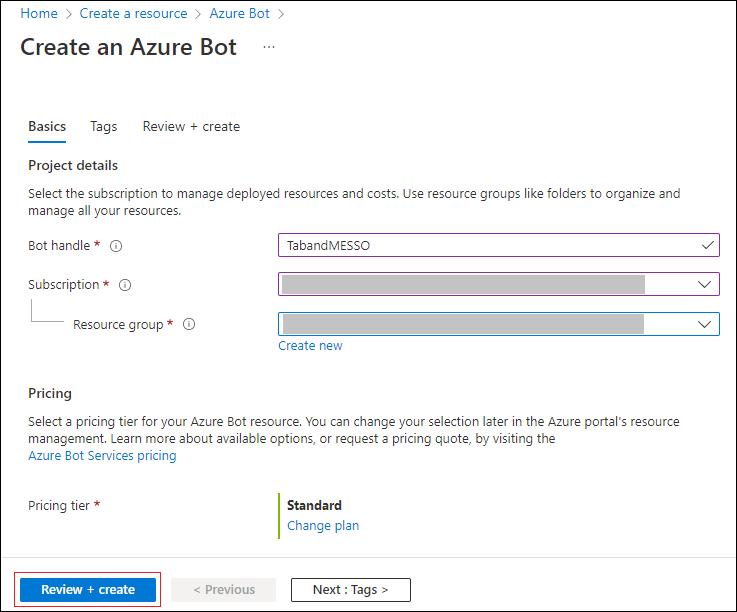 Home > Create a resource > Azure Bot >
Create an Azure Bot ...
Basics Tags Review + create
Project details
Select the subscription to manage deployed resources and costs. Use resource groups like folders to organize and
manage all your resources.
Bot handle * TabandMESSO
Subscription *
Resource group *
Create new
Pricing
Select a pricing tier for your Azure Bot resource. You can change your selection later in the Azure portal's resource
management. Learn more about available options, or request a pricing quote, by visiting the
Azure Bot Services pricing
Pricing tier * Standard
Change plan
Review + create < Previous Next : Tags >